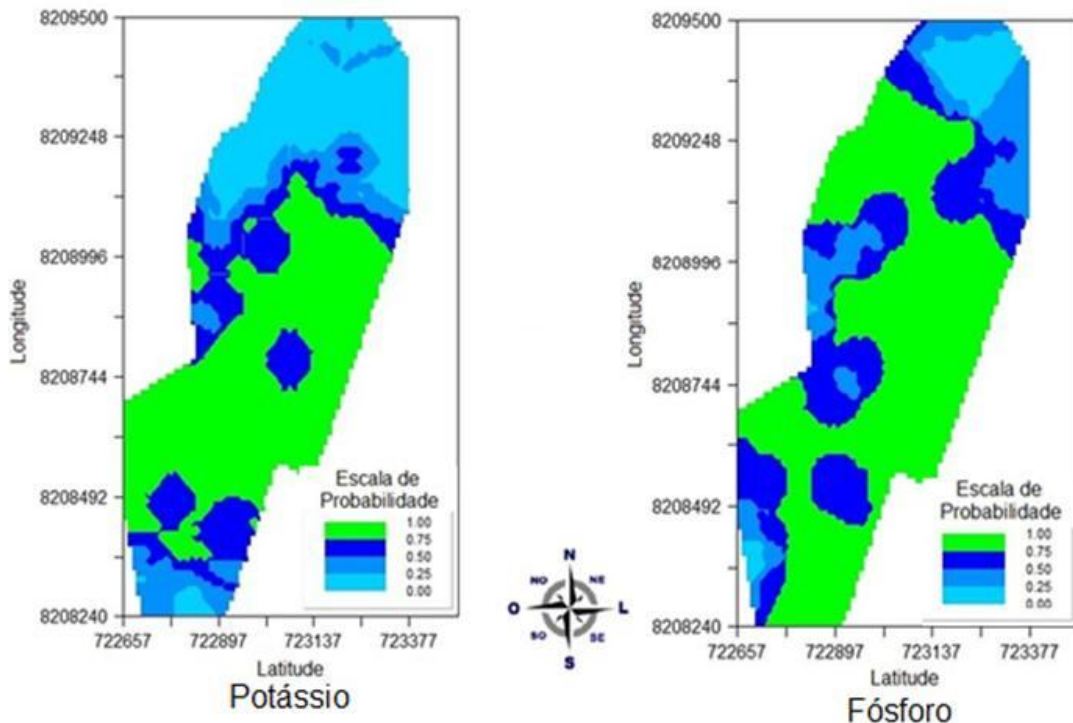 8209500
8209248
8208996
8208744
8208492
8208240
Longitude
722657 722897 723137 723377
Latitude
Potássio
Escala de
Probabilidade
1.00
0.75
0.50
0.25
0.00
N
NO NE
O L
SO SE
S
8209500
8209248
8208996
8208744
8208492
8208240
Longitude
722657 722897 723137 723377
Latitude
Fósforo
Escala de
Probabilidade
1.00
0.75
0.50
0.25
0.00